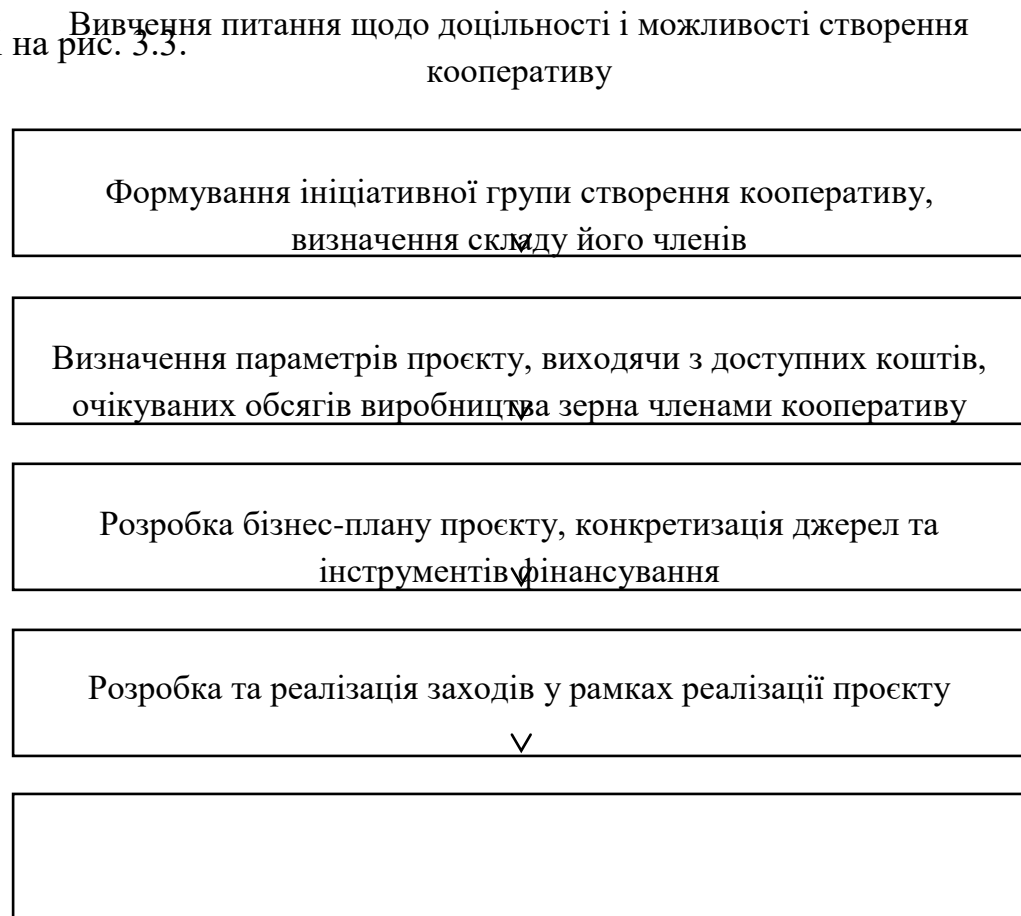 Вивчення питання щодо доцільності і можливості створення
на рис. 3.3.
кооперативу
Формування ініціативної групи створення кооперативу,
визначення складу його членів
Визначення параметрів проєкту, виходячи з доступних коштів,
очікуваних обсягів виробництва зерна членами кооперативу
Розробка бізнес-плану проєкту, конкретизація джерел та
інструментів фінансування
Розробка та реалізація заходів у рамках реалізації проєкту